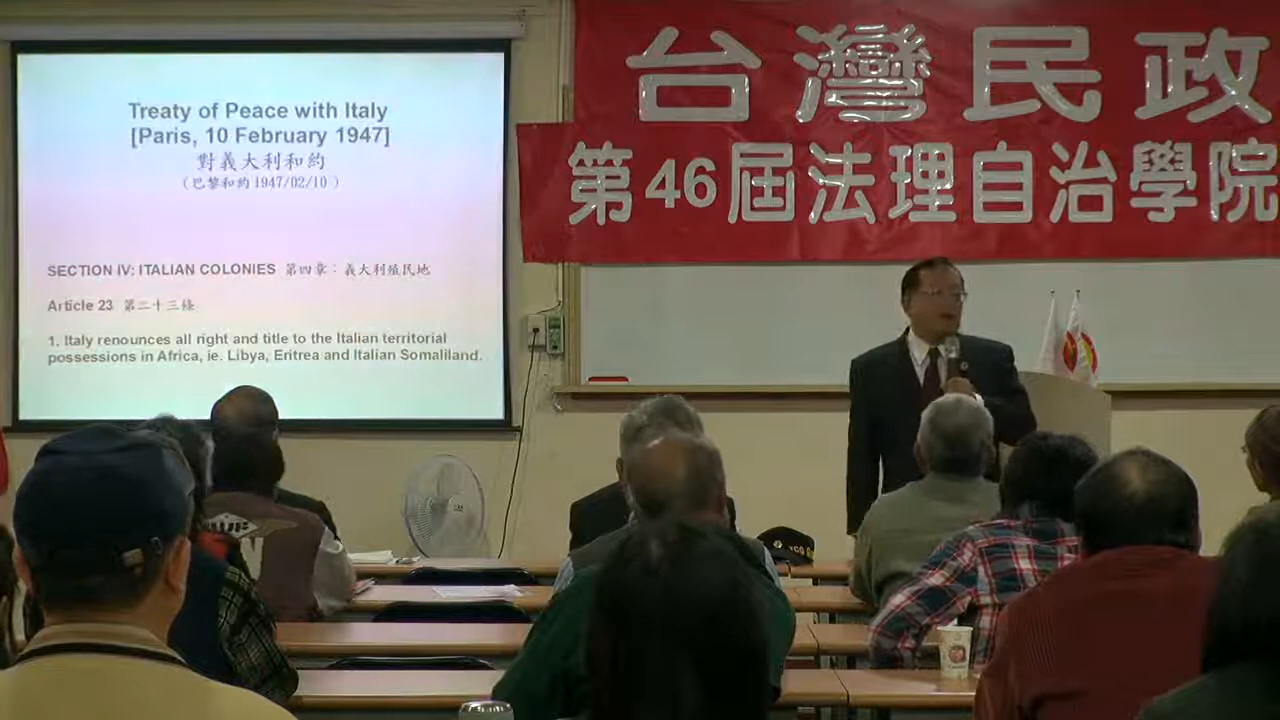 Treaty of Peace with Italy
[Paris, 10 February 1947]
對義大利和約
(巴黎和約 1947/02/10)
SECTION IV: ITALIAN COLONIES 第四章：義大利殖民地
Article 23 第二十三條
1. Italy renounces all right and title to the Italian territorial
possessions in Africa, ie. Libya, Eritrea and Italian Somaliland.
台灣民政
第46屆法理自治學院